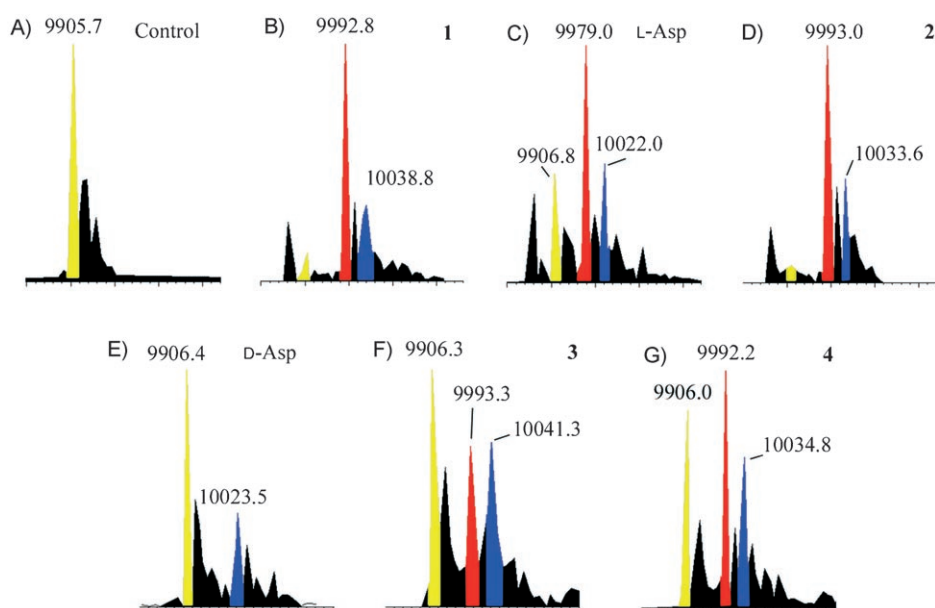 A) 9905.7 Control
B) 9992.8 1
10038.8
C) 9979.0 L-Asp
9906.8 10022.0
D) 9993.0 2
10033.6
E) D-Asp
9906.4
10023.5
F) 9906.3 3
9993.3
10041.3
G) 9992.2 4
9906.0
10034.8